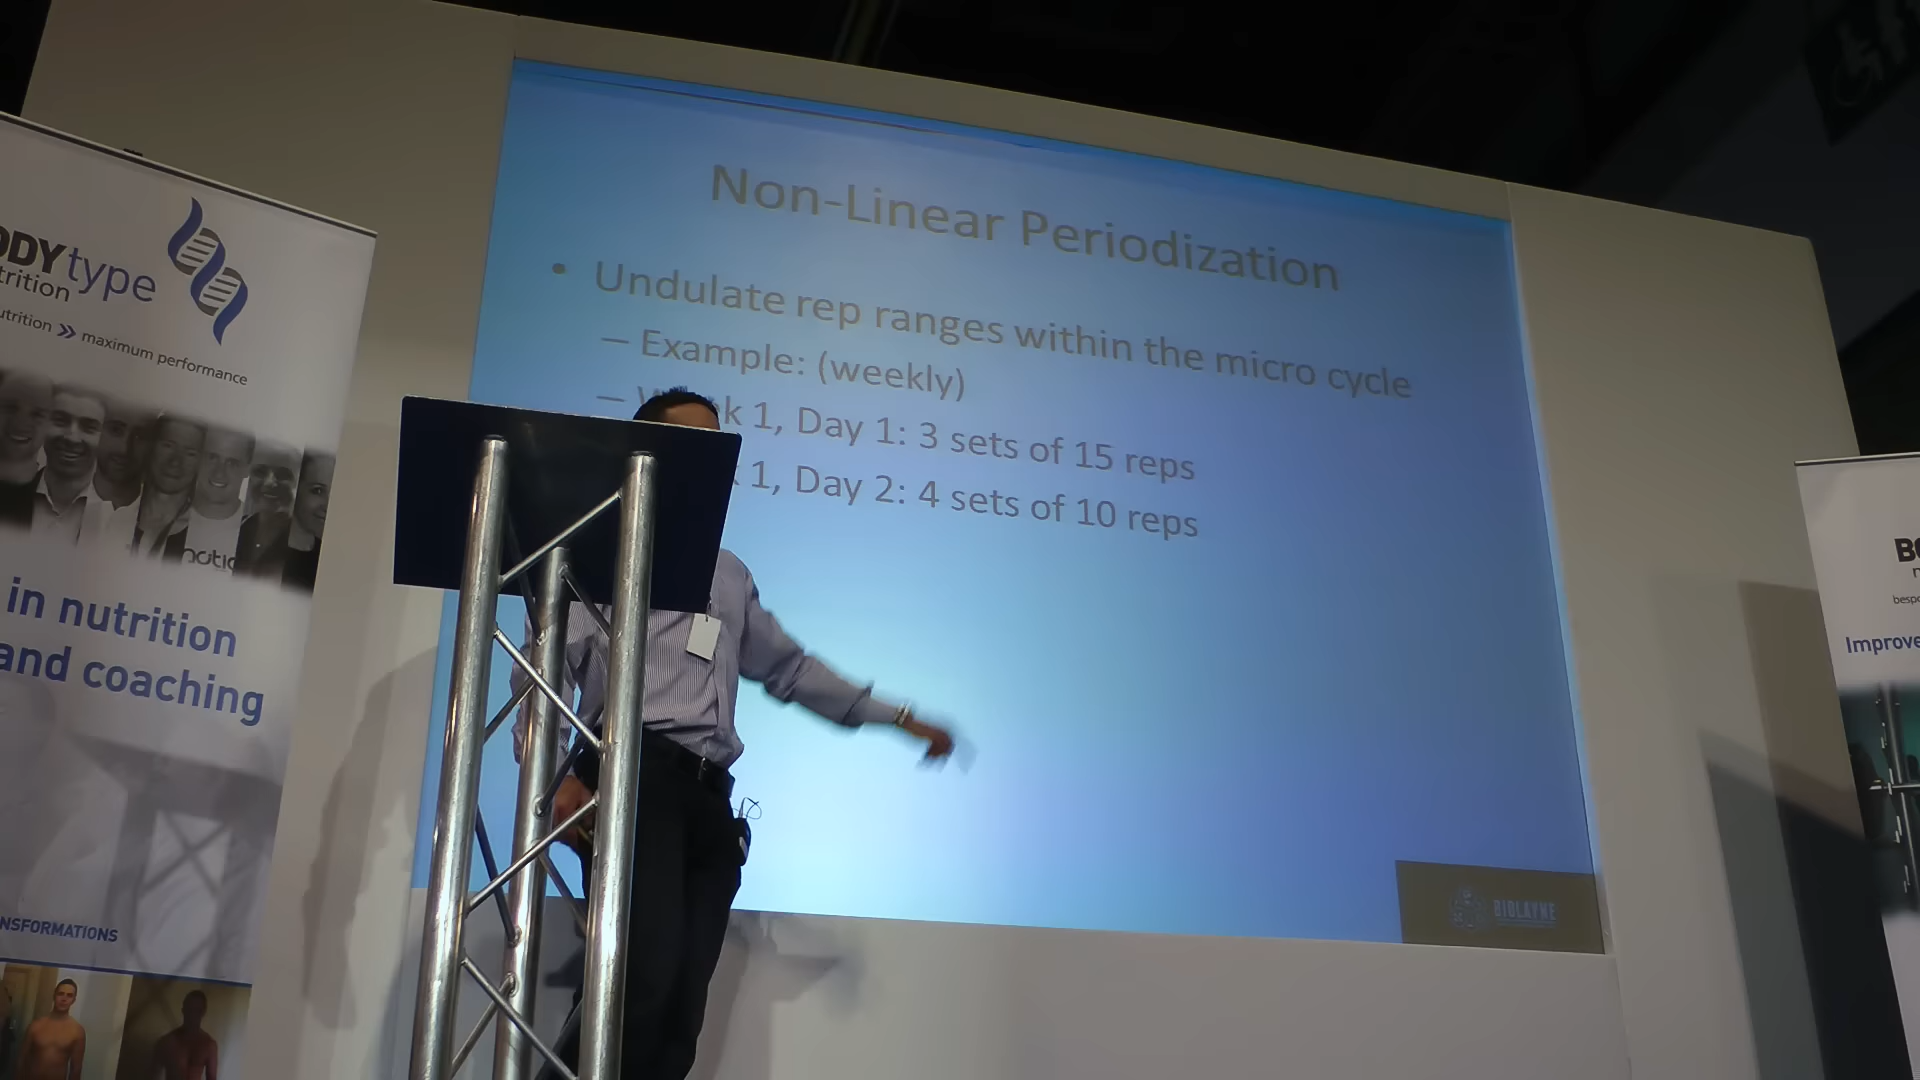 Non-Linear Periodization
• Undulate rep ranges within the micro cycle
– Example: (weekly)
– k 1, Day 1: 3 sets of 15 reps
1, Day 2: 4 sets of 10 reps
BIOLAYNE
ODYtype
trition
utrition » maximum performance
in nutrition
and coaching
NSFORMATIONS
B
bespo
Improve